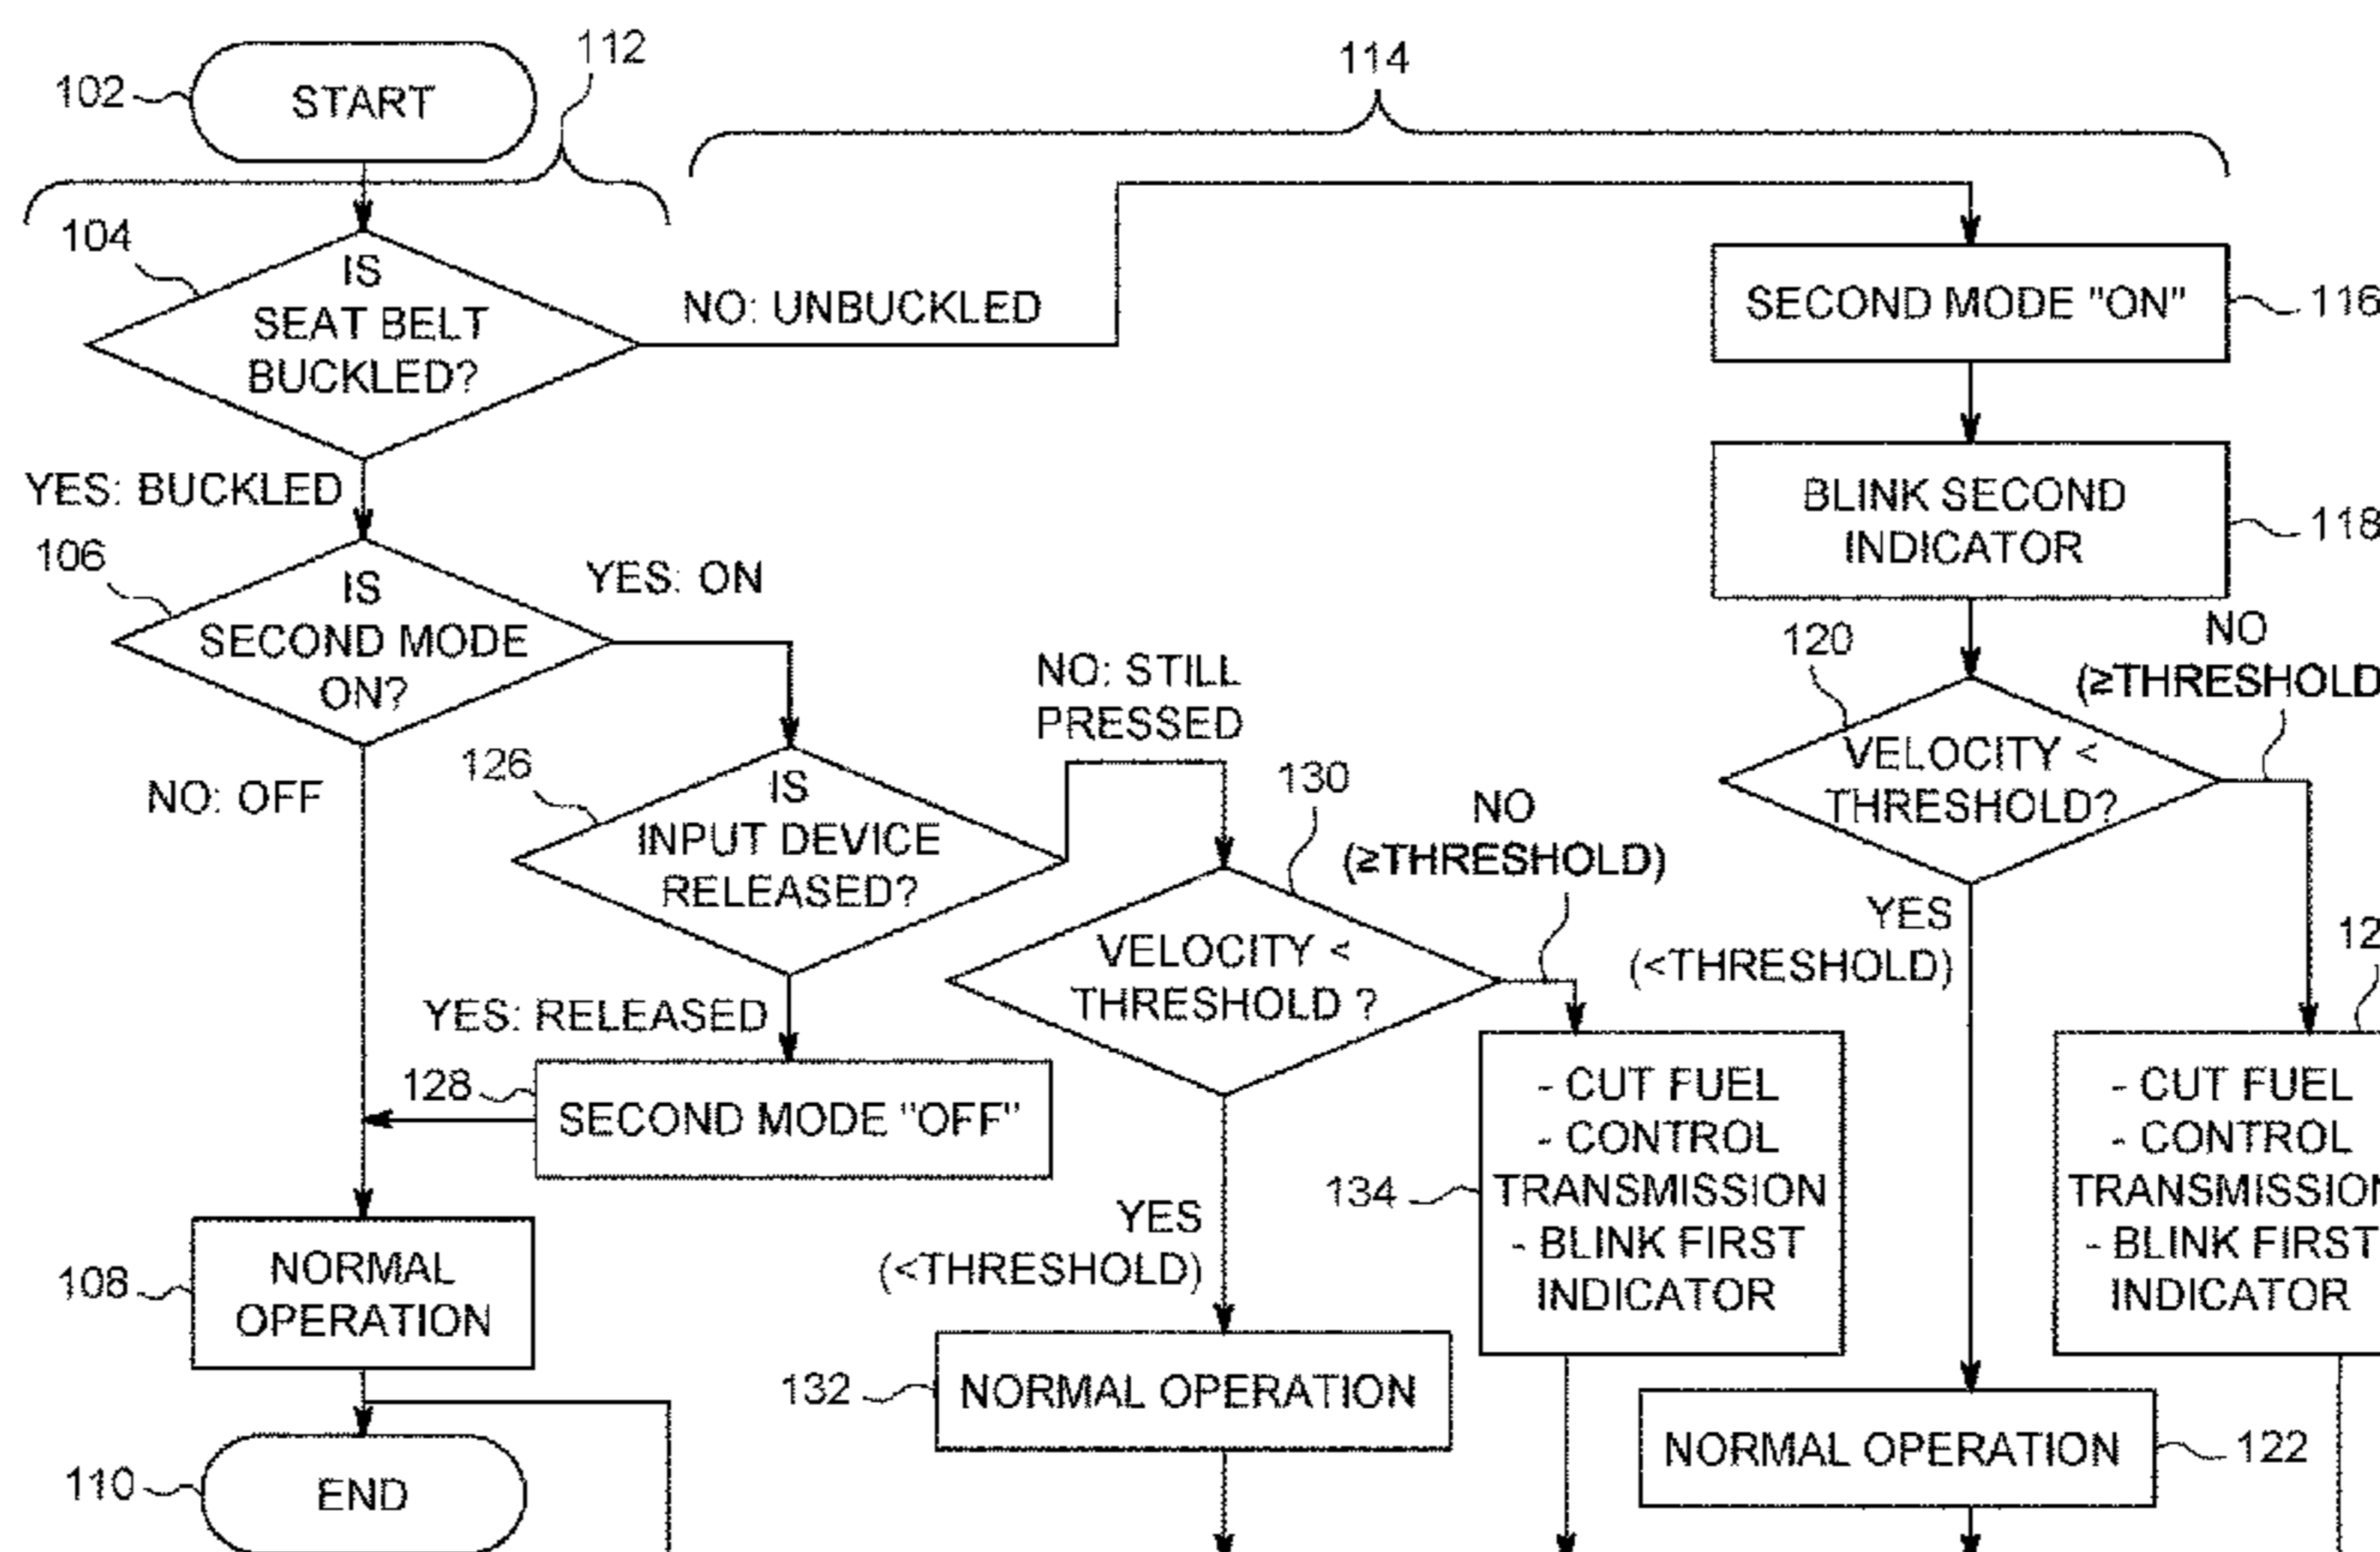 102
START
112
114
104
IS
SEAT BELT
BUCKLED?
NO: UNBUCKLED
SECOND MODE "ON"
116
YES: BUCKLED
BLINK SECOND
INDICATOR
118
106
IS
SECOND MODE
ON?
YES: ON
NO: OFF
126
IS
INPUT DEVICE
RELEASED?
NO: STILL
PRESSED
120
VELOCITY <
THRESHOLD?
NO
(≥THRESHOLD
130
VELOCITY <
THRESHOLD ?
NO
(≥THRESHOLD)
YES
(<THRESHOLD)
12
YES: RELEASED
128
SECOND MODE "OFF"
134
- CUT FUEL
- CONTROL
TRANSMISSION
- BLINK FIRST
INDICATOR
- CUT FUEL
- CONTROL
TRANSMISSION
- BLINK FIRST
INDICATOR
YES
(<THRESHOLD)
108
NORMAL
OPERATION
132
NORMAL OPERATION
NORMAL OPERATION
122
110
END